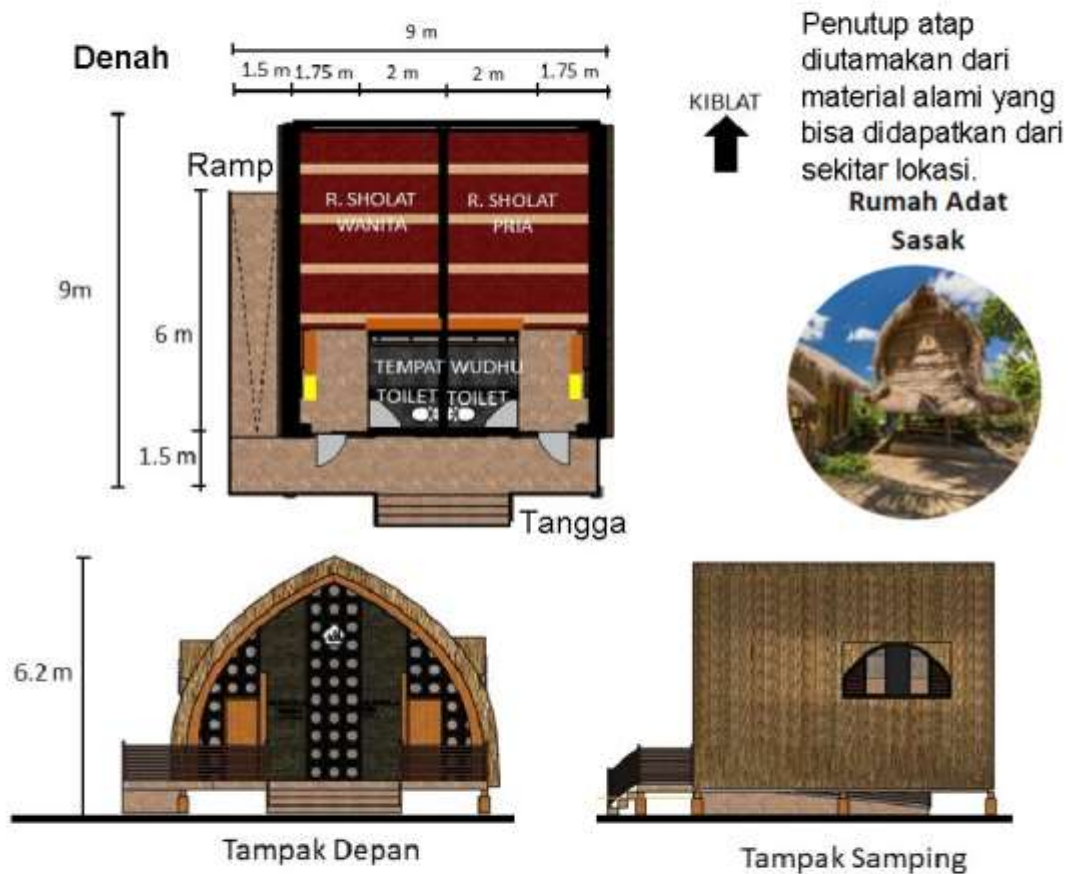 Denah
9 m
1.5 m 1.75 m 2 m 2 m 1.75 m
Penutup atap
diutamakan dari
material alami yang
bisa didapatkan dari
sekitar lokasi.
KIBLAT
Rumah Adat
Sasak
Ramp
R. SHOLAT
WANITA
R. SHOLAT
PRIA
9m
6 m
TEMPAT WUDHU
TOILET TOILET
1.5 m
Tangga
6.2 m
Tampak Depan
Tampak Samping